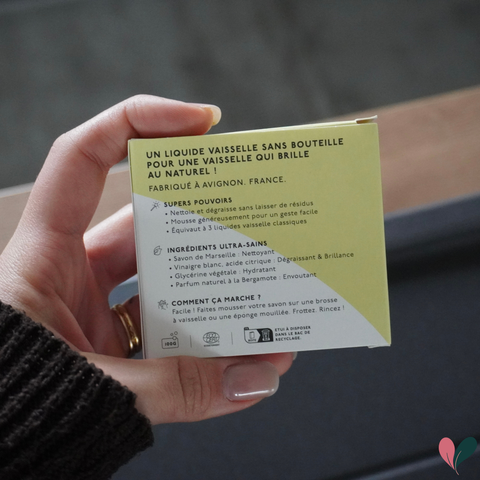 UN LIQUIDE VAISSELLE SANS BOUTEILLE
POUR UNE VAISSELLE QUI BRILLE
AU NATUREL !
FABRIQUÉ À AVIGNON. FRANCE.
SUPERS POUVOIRS
• Nettoie et dégraisse sans laisser de résidus
• Mousse généreusement pour un geste facile
• Équivaut à 3 liquides vaisselle classiques
INGRÉDIENTS ULTRA-SAINS
• Savon de Marseille : Nettoyant
• Vinaigre blanc, acide citrique : Dégraissant & Brillance
• Glycérine végétale : Hydratant
• Parfum naturel à la Bergamote : Envoutant
COMMENT ÇA MARCHE ?
Facile ! Faites mousser votre savon sur une brosse
à vaisselle ou une éponge mouillée. Frottez. Rincez !
ÉTUI À DISPOSER
DANS LE BAC DE
RECYCLAGE.
100G